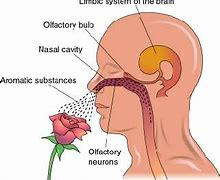 Limbic system of the brain
Olfactory bulb
Nasal cavity
Aromatic substances
Olfactory
neurons